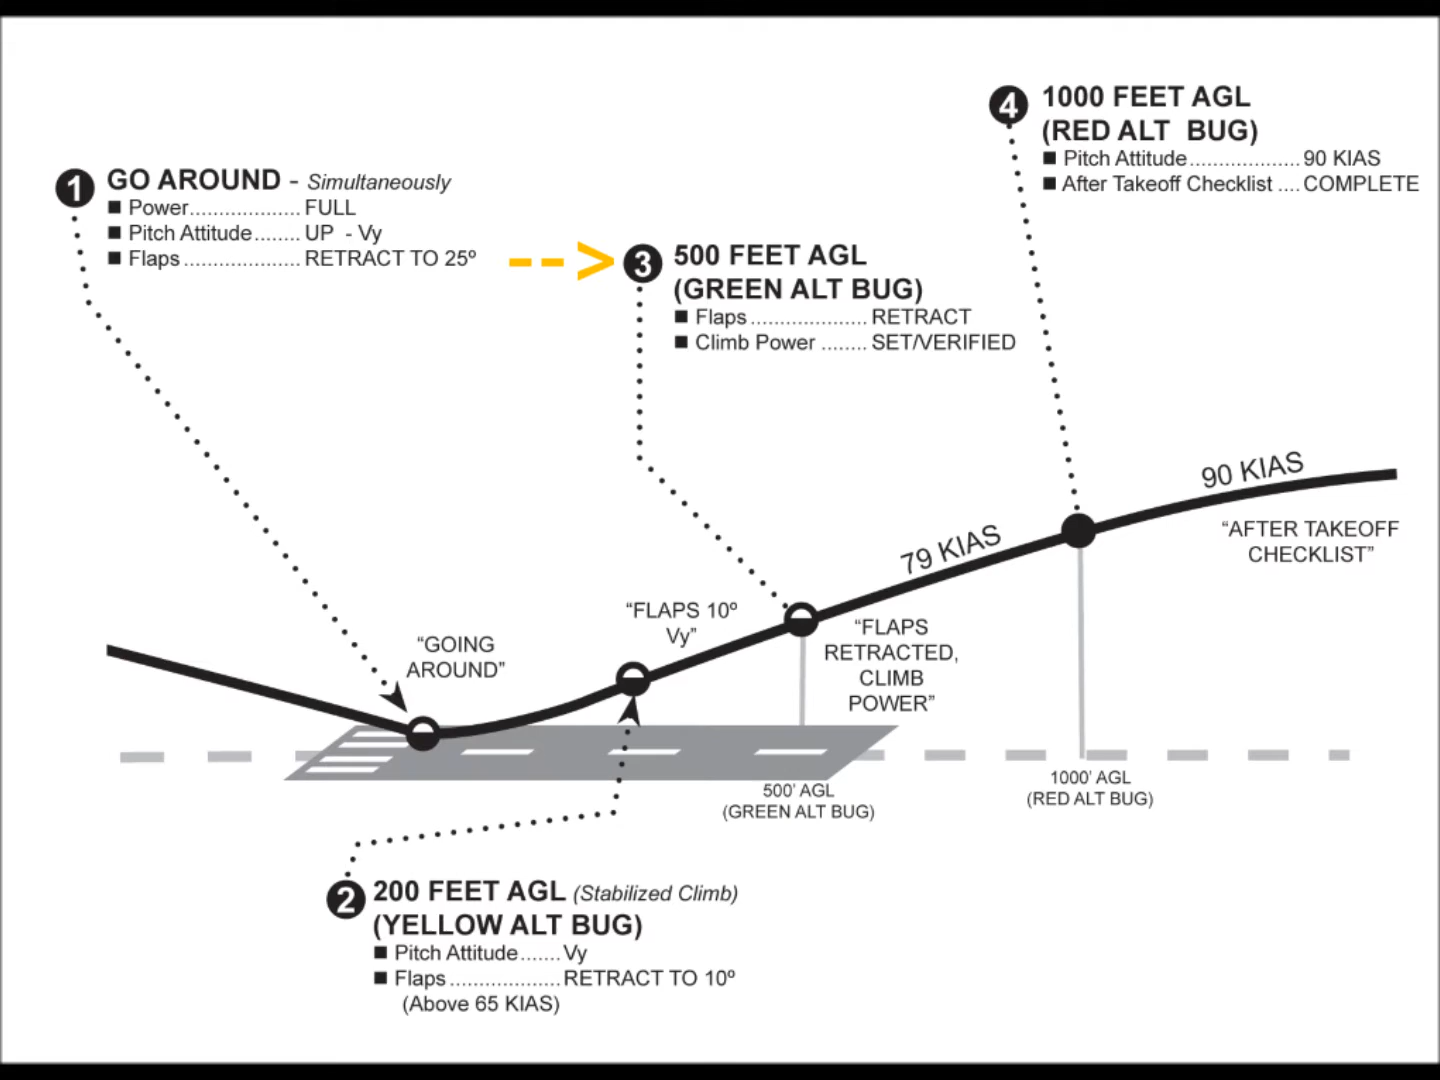 1 GO AROUND - Simultaneously
■ Power................... FULL
■ Pitch Attitude........ UP - Vy
■ Flaps.................... RETRACT TO 25º
3 500 FEET AGL
(GREEN ALT BUG)
■ Flaps.................... RETRACT
■ Climb Power ........ SET/VERIFIED
4 1000 FEET AGL
(RED ALT BUG)
■ Pitch Attitude................... 90 KIAS
■ After Takeoff Checklist .... COMPLETE
90 KIAS
“AFTER TAKEOFF
CHECKLIST”
79 KIAS
“FLAPS 10º
Vy”
“FLAPS
RETRACTED,
CLIMB
POWER”
“GOING
AROUND”
500' AGL
(GREEN ALT BUG)
1000' AGL
(RED ALT BUG)
2 200 FEET AGL (Stabilized Climb)
(YELLOW ALT BUG)
■ Pitch Attitude.......Vy
■ Flaps...................RETRACT TO 10º
(Above 65 KIAS)